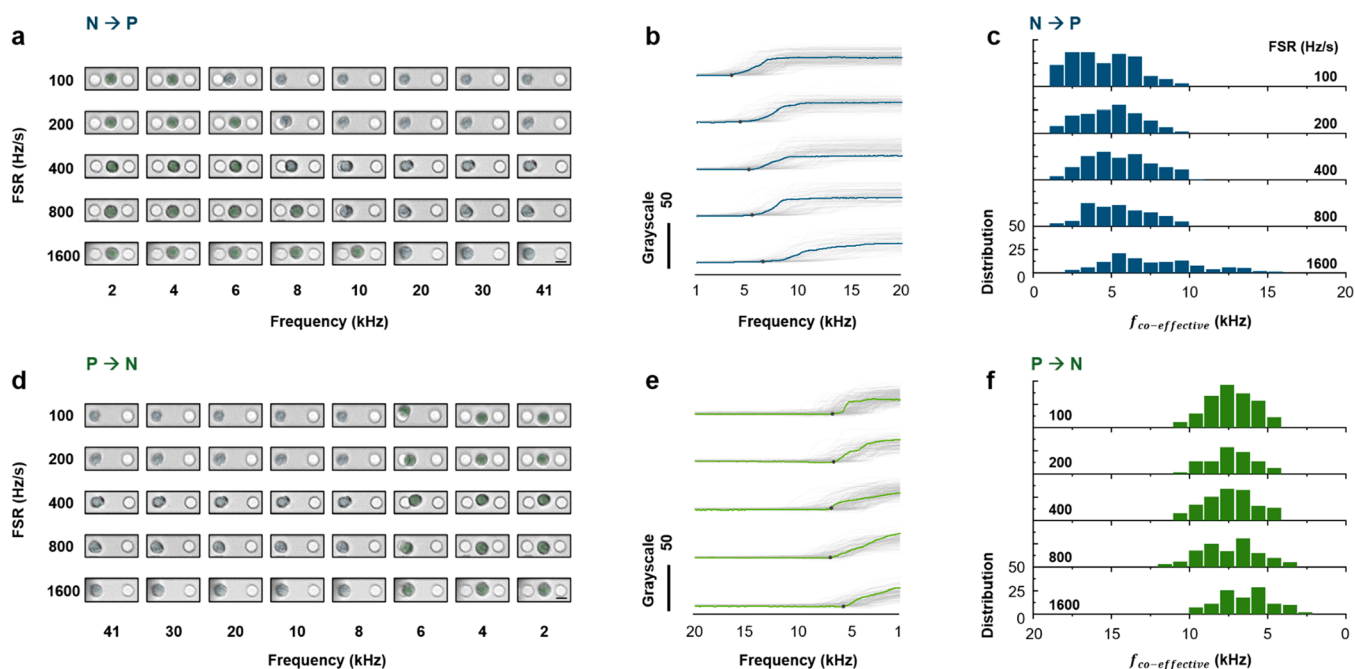 N → P
a
FSR (Hz/s)
100
200
400
800
1600
2 4 6 8 10 20 30 41
Frequency (kHz)
b
Grayscale
50
1 5 10 15 20
Frequency (kHz)
N → P
c
FSR (Hz/s)
100
200
400
800
1600
Distribution
50
25
0
0 5 10 15 20
f_co-effective (kHz)
P → N
d
FSR (Hz/s)
100
200
400
800
1600
41 30 20 10 8 6 4 2
Frequency (kHz)
e
Grayscale
50
20 15 10 5 1
Frequency (kHz)
P → N
f
100
200
400
800
1600
Distribution
50
25
0
20 15 10 5 0
f_co-effective (kHz)